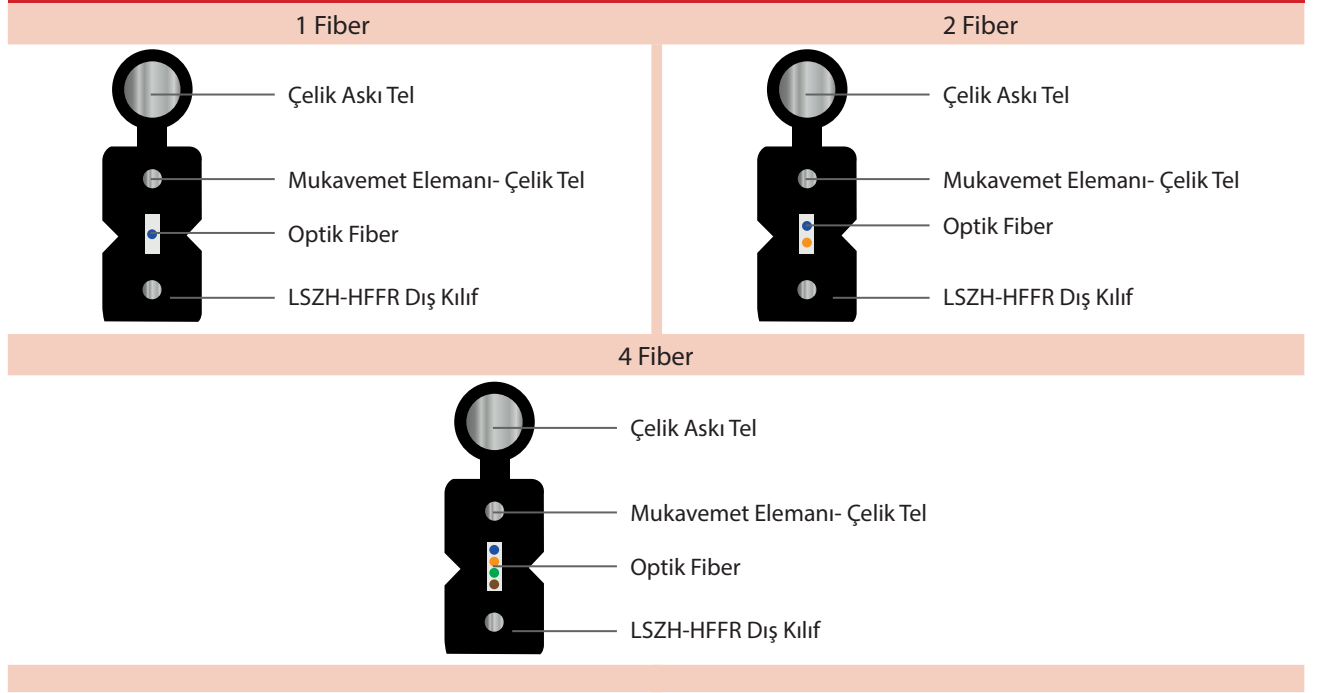 1 Fiber
2 Fiber
Çelik Askı Tel
Mukavemet Elemanı- Çelik Tel
Optik Fiber
LSZH-HFFR Dış Kılıf
Çelik Askı Tel
Mukavemet Elemanı- Çelik Tel
Optik Fiber
LSZH-HFFR Dış Kılıf
4 Fiber
Çelik Askı Tel
Mukavemet Elemanı- Çelik Tel
Optik Fiber
LSZH-HFFR Dış Kılıf